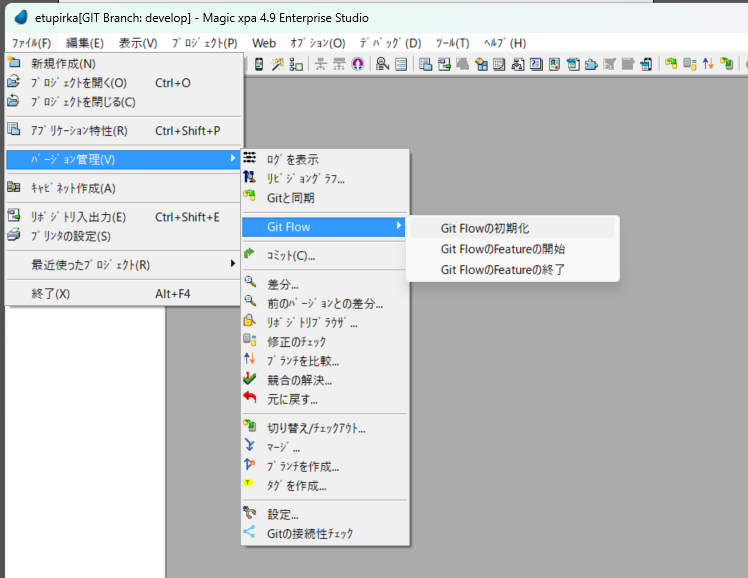 etupirka[GIT Branch: develop] - Magic xpa 4.9 Enterprise Studio
ﾌｧｲﾙ(F) 編集(E) 表示(V) ﾌﾟﾛｼﾞｪｸﾄ(P) Web ｵﾌﾟｼｮﾝ(O) ﾃﾞﾊﾞｯｸﾞ(D) ﾂｰﾙ(T) ﾍﾙﾌﾟ(H)
新規作成(N)
ﾌﾟﾛｼﾞｪｸﾄを開く(O) Ctrl+O
ﾌﾟﾛｼﾞｪｸﾄを閉じる(C)
ｱﾌﾟﾘｹｰｼｮﾝ特性(R) Ctrl+Shift+P
ﾊﾞｰｼﾞｮﾝ管理(V)
ｷｬﾋﾞﾈｯﾄ作成(A)
ﾘﾎﾟｼﾞﾄﾘ入出力(E) Ctrl+Shift+E
ﾌﾟﾘﾝﾀの設定(S)
最近使ったﾌﾟﾛｼﾞｪｸﾄ(R)
終了(X) Alt+F4
ﾛｸﾞを表示
ﾘﾋﾞｼﾞｮﾝｸﾞﾗﾌ...
Gitと同期
Git Flow
ｺﾐｯﾄ(C)...
差分...
前のﾊﾞｰｼﾞｮﾝとの差分...
ﾘﾎﾟｼﾞﾄﾘﾌﾞﾗｳｻﾞ...
修正のﾁｪｯｸ
ﾌﾞﾗﾝﾁを比較...
競合の解決...
元に戻す...
切り替え/ﾁｪｯｸｱｳﾄ...
ﾏｰｼﾞ...
ﾌﾞﾗﾝﾁを作成...
ﾀｸﾞを作成...
設定...
Gitの接続性ﾁｪｯｸ
Git Flowの初期化
Git FlowのFeatureの開始
Git FlowのFeatureの終了